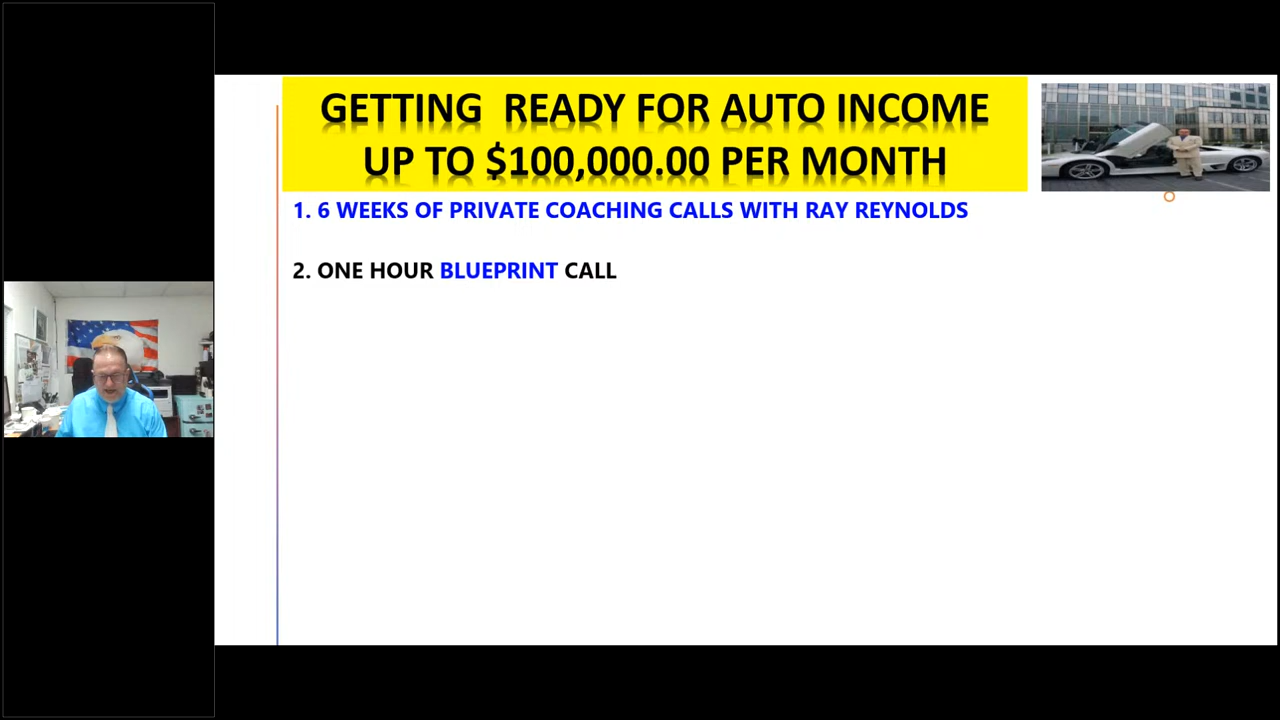 GETTING READY FOR AUTO INCOME
UP TO $100,000.00 PER MONTH
1. 6 WEEKS OF PRIVATE COACHING CALLS WITH RAY REYNOLDS
2. ONE HOUR BLUEPRINT CALL